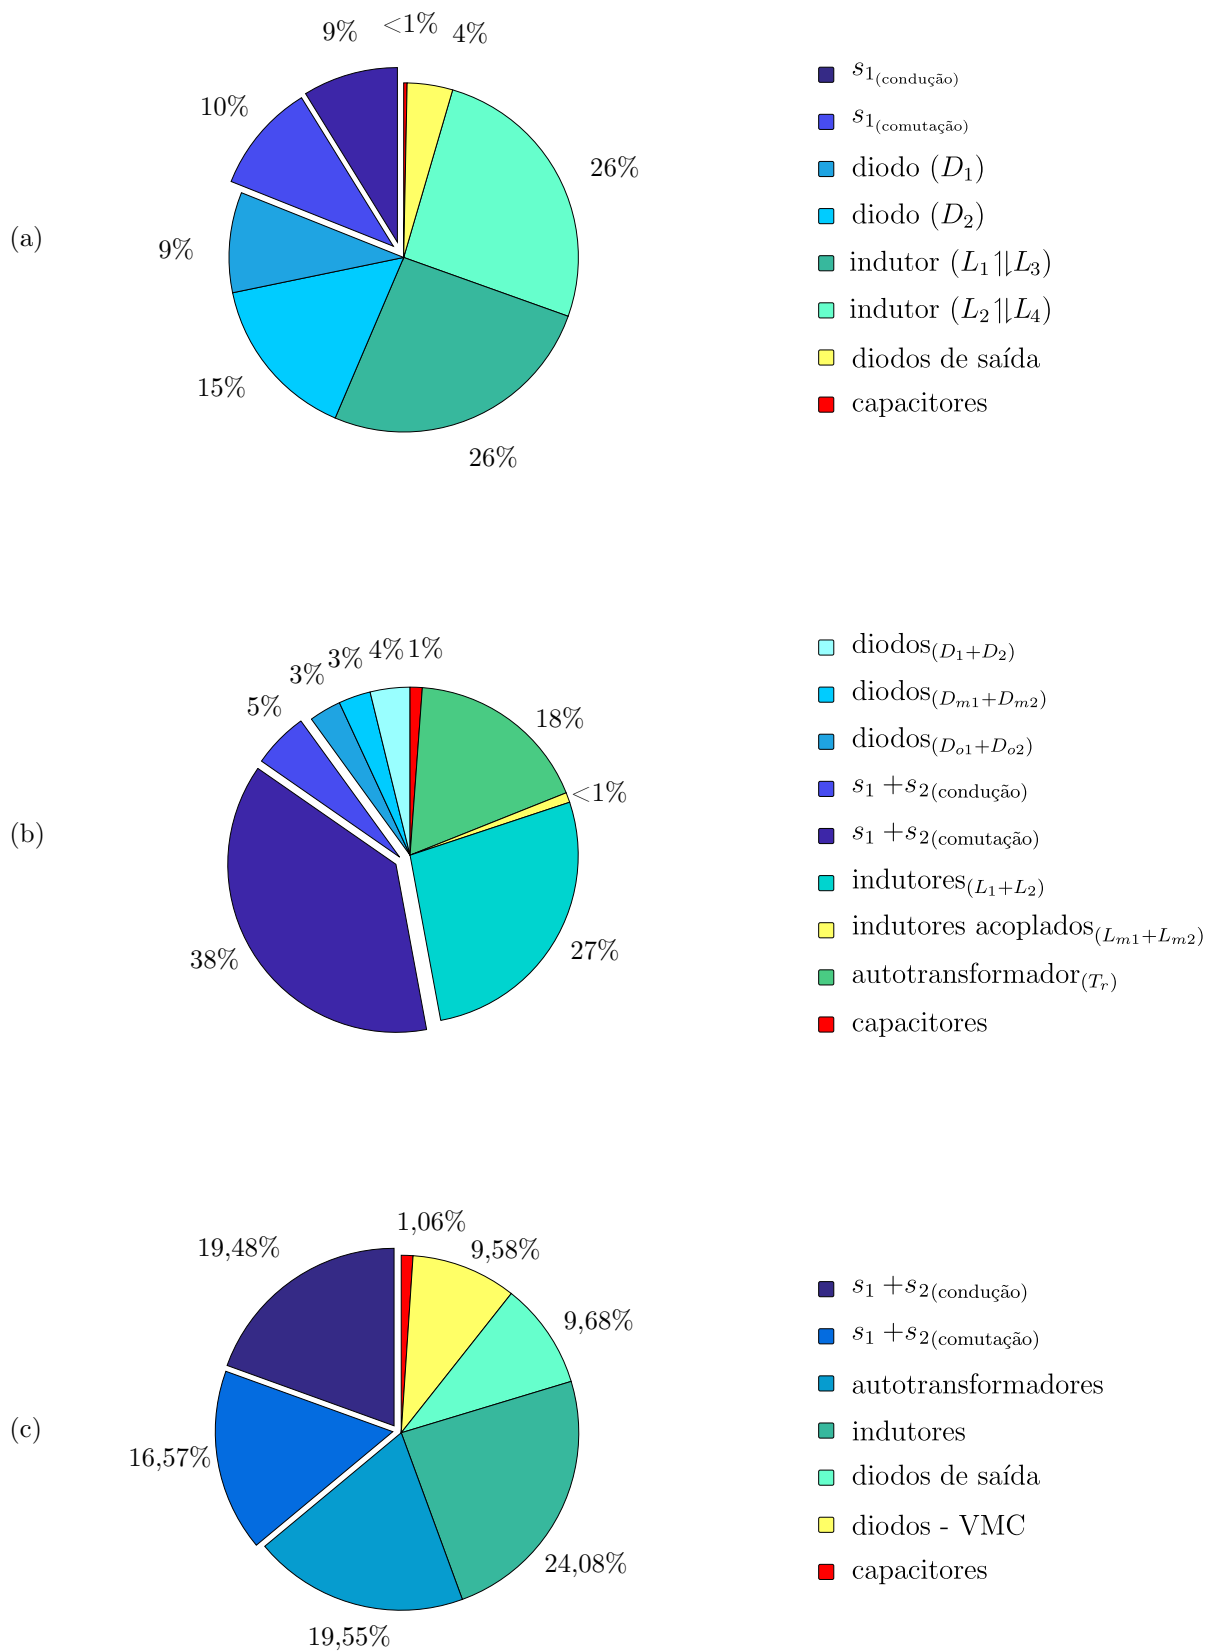 (a)
9%
<1%
4%
10%
26%
9%
15%
26%
s1(condução)
s1(comutação)
diodo (D1)
diodo (D2)
indutor (L1⥮L3)
indutor (L2⥮L4)
diodos de saída
capacitores
(b)
3%
3%
4%
1%
5%
18%
<1%
38%
27%
diodos(D1+D2)
diodos(Dm1+Dm2)
diodos(Do1+Do2)
s1 +s2(condução)
s1 +s2(comutação)
indutores(L1+L2)
indutores acoplados(Lm1+Lm2)
autotransformador(Tr)
capacitores
(c)
1,06%
19,48%
9,58%
9,68%
16,57%
24,08%
19,55%
s1 +s2(condução)
s1 +s2(comutação)
autotransformadores
indutores
diodos de saída
diodos - VMC
capacitores